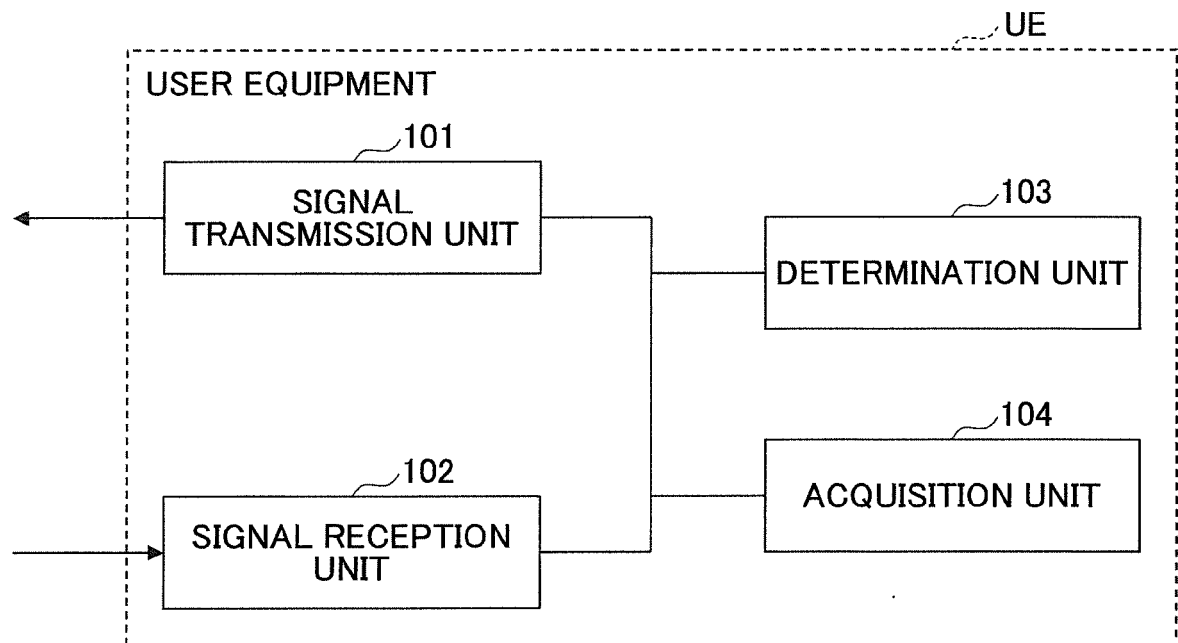 UE
USER EQUIPMENT
101
SIGNAL
TRANSMISSION UNIT
103
DETERMINATION UNIT
102
SIGNAL RECEPTION
UNIT
104
ACQUISITION UNIT